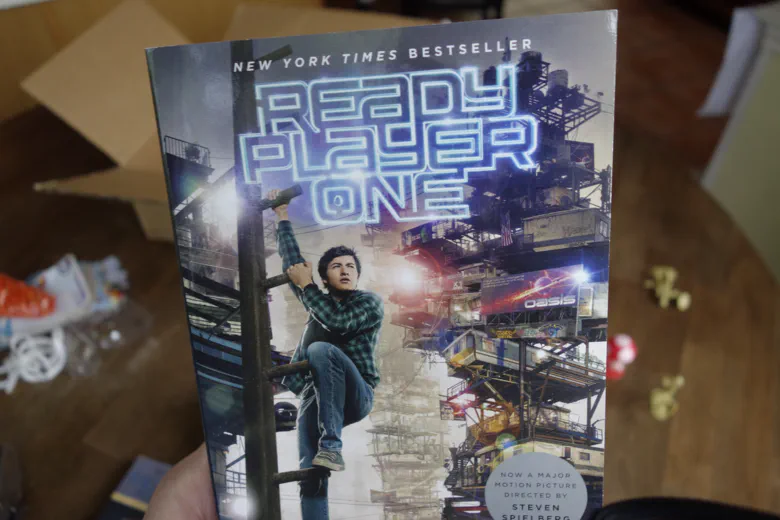 NEW YORK TIMES BESTSELLER
READY
PLAYER
ONE
oasis
NOW A MAJOR
MOTION PICTURE
DIRECTED BY
STEVEN
SPIELBERG